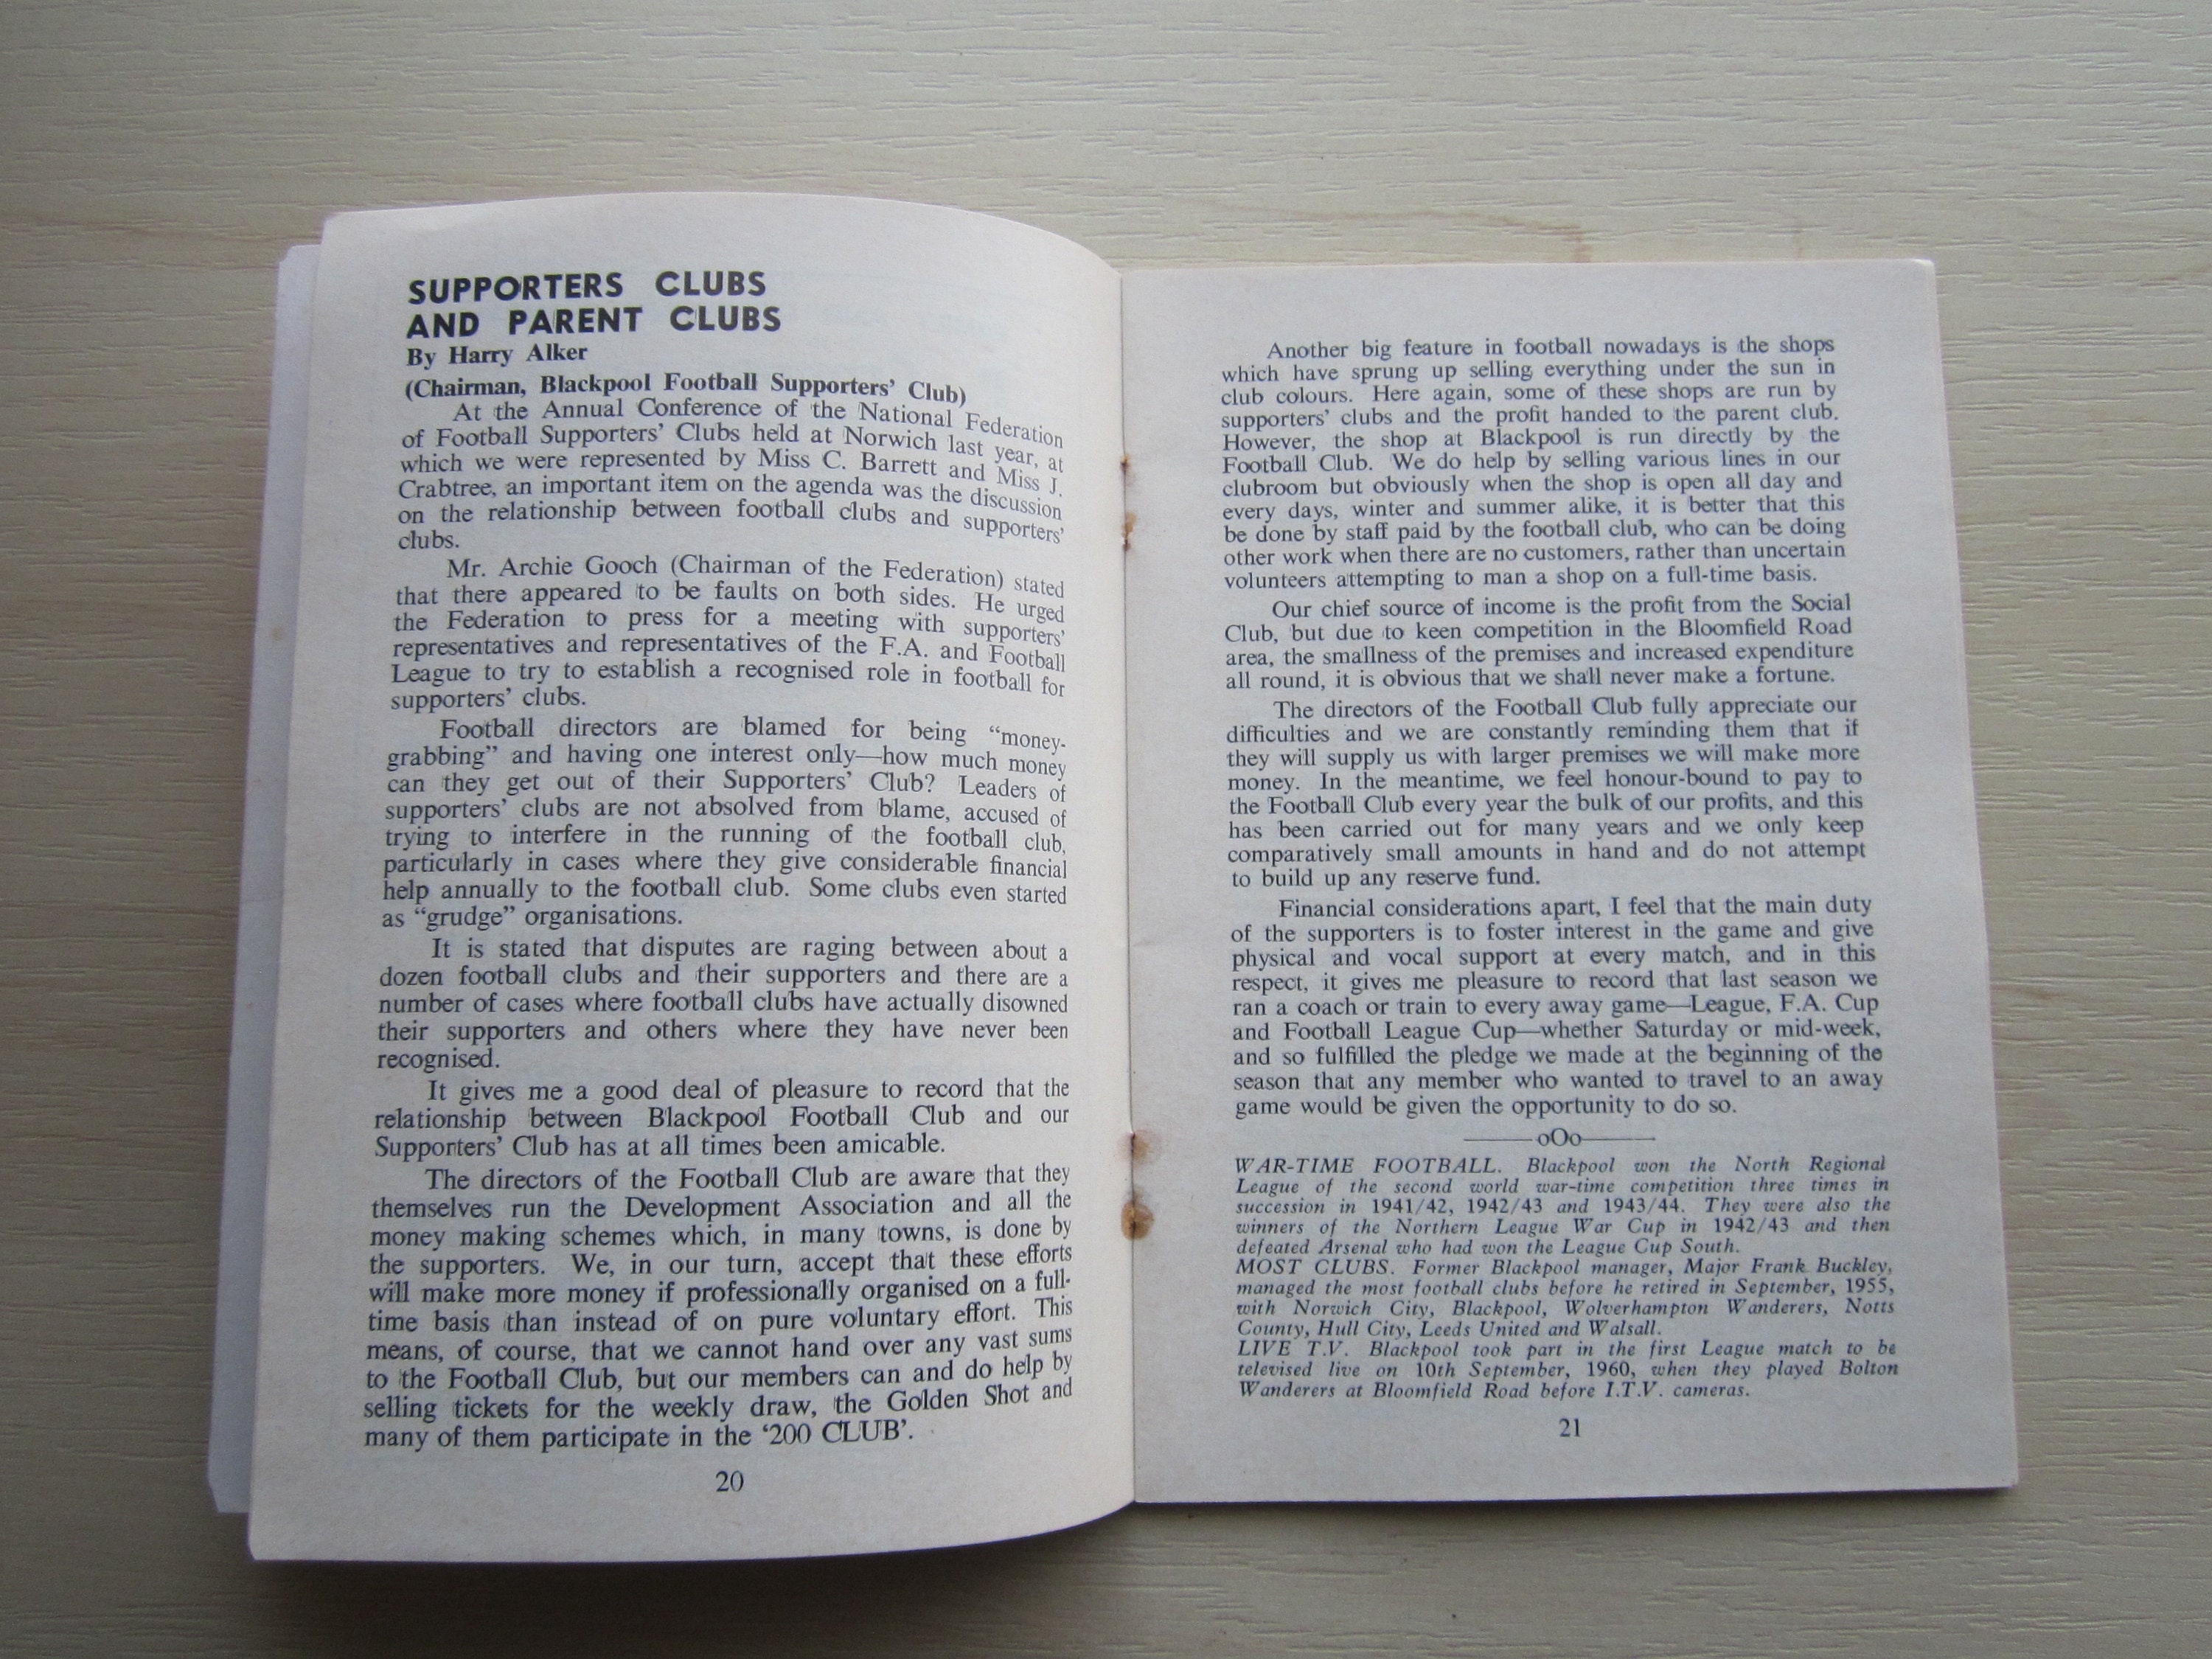 SUPPORTERS CLUBS
AND PARENT CLUBS
By Harry Alker
(Chairman, Blackpool Football Supporters' Club)
At the Annual Conference of the National Federation
of Football Supporters' Clubs held at Norwich last year, at
which we were represented by Miss C. Barrett and Miss J.
Crabtree, an important item on the agenda was the discussion
on the relationship between football clubs and supporters'
clubs.
Mr. Archie Gooch (Chairman of the Federation) stated
that there appeared to be faults on both sides. He urged
the Federation to press for a meeting with supporters'
representatives and representatives of the F.A. and Football
League to try to establish a recognised role in football for
supporters' clubs.
Football directors are blamed for being “money-
grabbing” and having one interest only—how much money
can they get out of their Supporters' Club? Leaders of
supporters' clubs are not absolved from blame, accused of
trying to interfere in the running of the football club,
particularly in cases where they give considerable financial
help annually to the football club. Some clubs even started
as “grudge” organisations.
It is stated that disputes are raging between about a
dozen football clubs and their supporters and there are a
number of cases where football clubs have actually disowned
their supporters and others where they have never been
recognised.
It gives me a good deal of pleasure to record that the
relationship between Blackpool Football Club and our
Supporters' Club has at all times been amicable.
The directors of the Football Club are aware that they
themselves run the Development Association and all the
money making schemes which, in many towns, is done by
the supporters. We, in our turn, accept that these efforts
will make more money if professionally organised on a full-
time basis than instead of on pure voluntary effort. This
means, of course, that we cannot hand over any vast sums
to the Football Club, but our members can and do help by
selling tickets for the weekly draw, the Golden Shot and
many of them participate in the ‘200 CLUB’.
20
Another big feature in football nowadays is the shops
which have sprung up selling everything under the sun in
club colours. Here again, some of these shops are run by
supporters' clubs and the profit handed to the parent club.
However, the shop at Blackpool is run directly by the
Football Club. We do help by selling various lines in our
clubroom but obviously when the shop is open all day and
every days, winter and summer alike, it is better that this
be done by staff paid by the football club, who can be doing
other work when there are no customers, rather than uncertain
volunteers attempting to man a shop on a full-time basis.
Our chief source of income is the profit from the Social
Club, but due to keen competition in the Bloomfield Road
area, the smallness of the premises and increased expenditure
all round, it is obvious that we shall never make a fortune.
The directors of the Football Club fully appreciate our
difficulties and we are constantly reminding them that if
they will supply us with larger premises we will make more
money. In the meantime, we feel honour-bound to pay to
the Football Club every year the bulk of our profits, and this
has been carried out for many years and we only keep
comparatively small amounts in hand and do not attempt
to build up any reserve fund.
Financial considerations apart, I feel that the main duty
of the supporters is to foster interest in the game and give
physical and vocal support at every match, and in this
respect, it gives me pleasure to record that last season we
ran a coach or train to every away game—League, F.A. Cup
and Football League Cup—whether Saturday or mid-week,
and so fulfilled the pledge we made at the beginning of the
season that any member who wanted to travel to an away
game would be given the opportunity to do so.
———oOo———
WAR-TIME FOOTBALL. Blackpool won the North Regional
League of the second world war-time competition three times in
succession in 1941/42, 1942/43 and 1943/44. They were also the
winners of the Northern League War Cup in 1942/43 and then
defeated Arsenal who had won the League Cup South.
MOST CLUBS. Former Blackpool manager, Major Frank Buckley,
managed the most football clubs before he retired in September, 1955,
with Norwich City, Blackpool, Wolverhampton Wanderers, Notts
County, Hull City, Leeds United and Walsall.
LIVE T.V. Blackpool took part in the first League match to be
televised live on 10th September, 1960, when they played Bolton
Wanderers at Bloomfield Road before I.T.V. cameras.
21